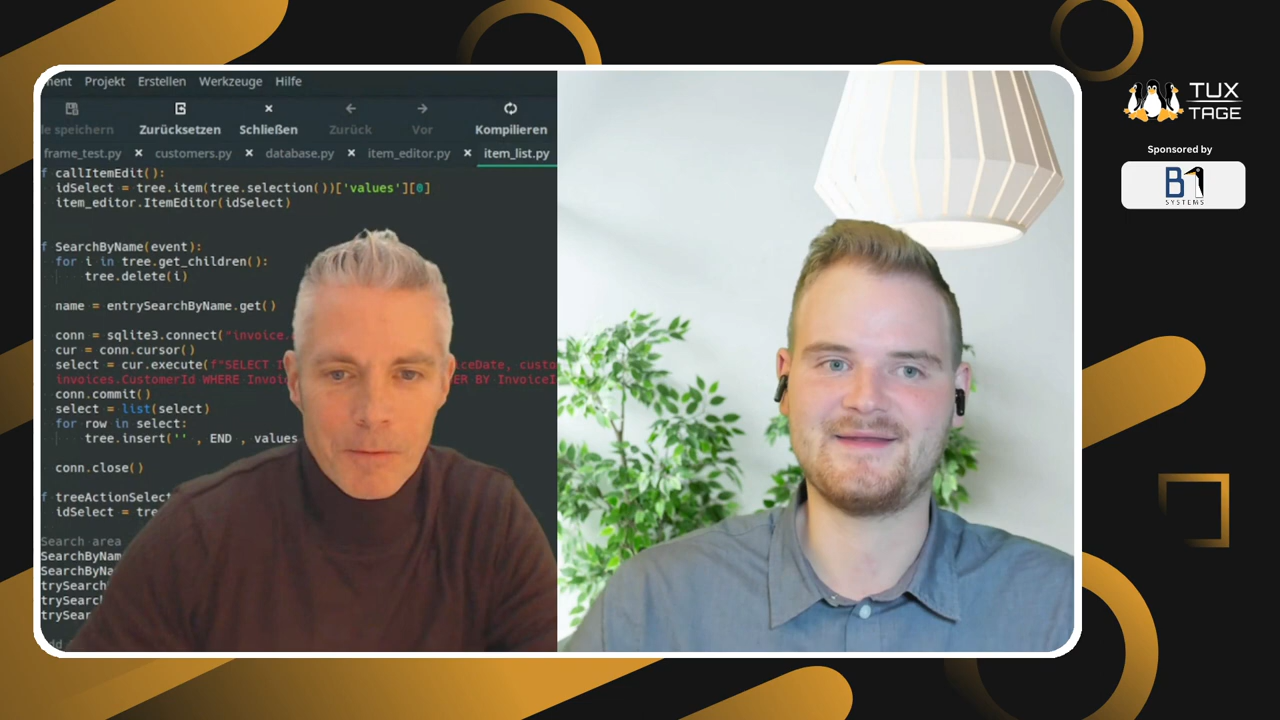 ment Projekt Erstellen Werkzeuge Hilfe
le speichern Zurücksetzen Schließen Zurück Vor Kompilieren
frame_test.py customers.py database.py item_editor.py item_list.py
f callItemEdit():
idSelect = tree.item(tree.selection())['values'][0]
item_editor.ItemEditor(idSelect)
f SearchByName(event):
for i in tree.get_children():
tree.delete(i)
name = entrySearchByName.get()
conn = sqlite3.connect("invoice.
cur = conn.cursor()
select = cur.execute(f"SELECT I iceDate, custo
invoices.CustomerId WHERE Invoi ER BY InvoiceI
conn.commit()
select = list(select)
for row in select:
tree.insert('' , END , values
conn.close()
f treeActionSelect
idSelect = tre
Search area
SearchByNam
SearchByNa
trySearch
trySearc
trySear
TUX
TAGE
Sponsored by
B1
SYSTEMS